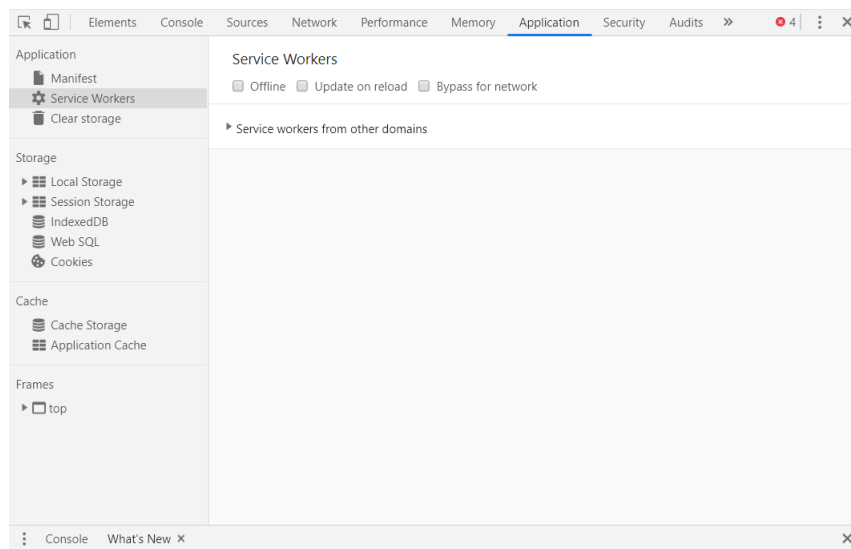 Elements Console Sources Network Performance Memory Application Security Audits » 4
Application
Manifest
Service Workers
Clear storage
Storage
Local Storage
Session Storage
IndexedDB
Web SQL
Cookies
Cache
Cache Storage
Application Cache
Frames
top
Service Workers
Offline Update on reload Bypass for network
Service workers from other domains
Console What's New ×